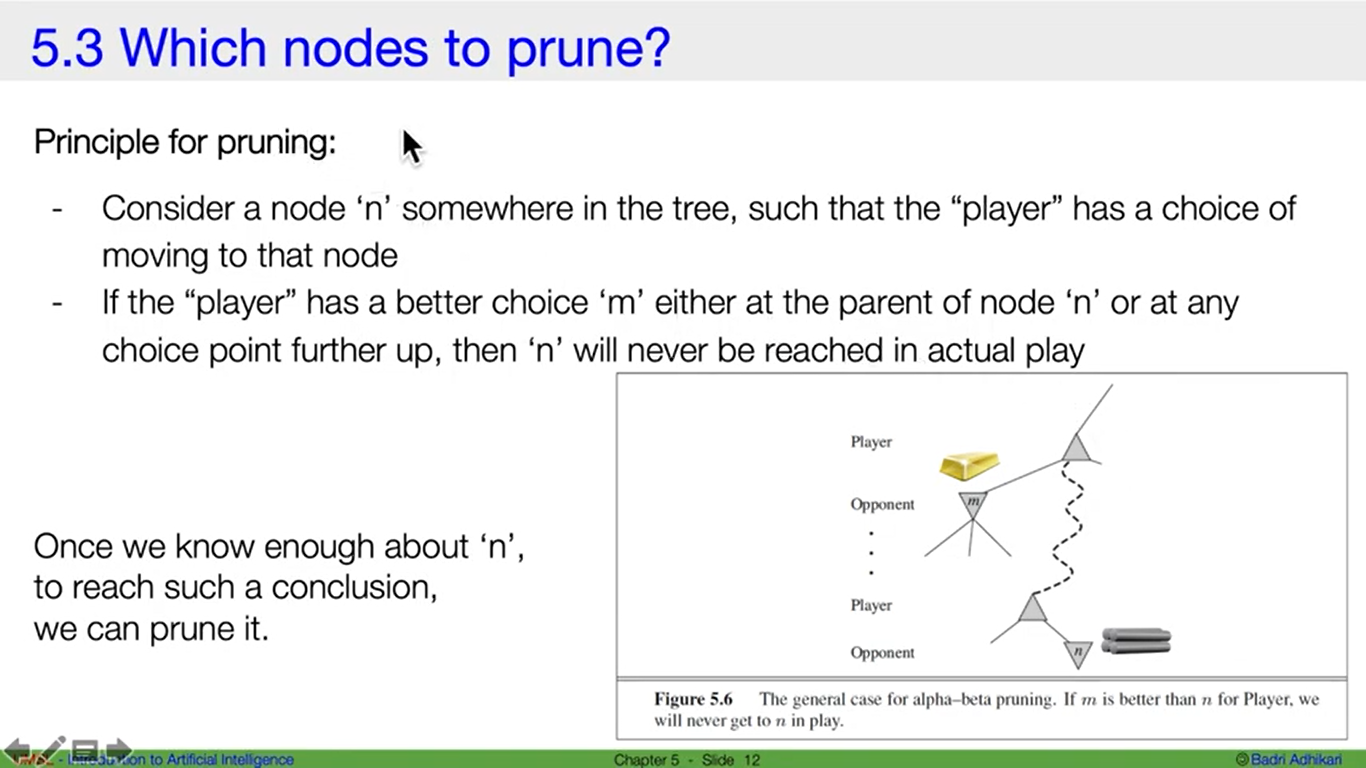 5.3 Which nodes to prune?
Principle for pruning:
- Consider a node ‘n’ somewhere in the tree, such that the “player” has a choice of
moving to that node
- If the “player” has a better choice ‘m’ either at the parent of node ‘n’ or at any
choice point further up, then ‘n’ will never be reached in actual play
Once we know enough about ‘n’,
to reach such a conclusion,
we can prune it.
Player
Opponent
m
Player
Opponent
n
Figure 5.6 The general case for alpha–beta pruning. If m is better than n for Player, we
will never get to n in play.
- Introduction to Artificial Intelligence
Chapter 5 - Slide 12
© Badri Adhikari